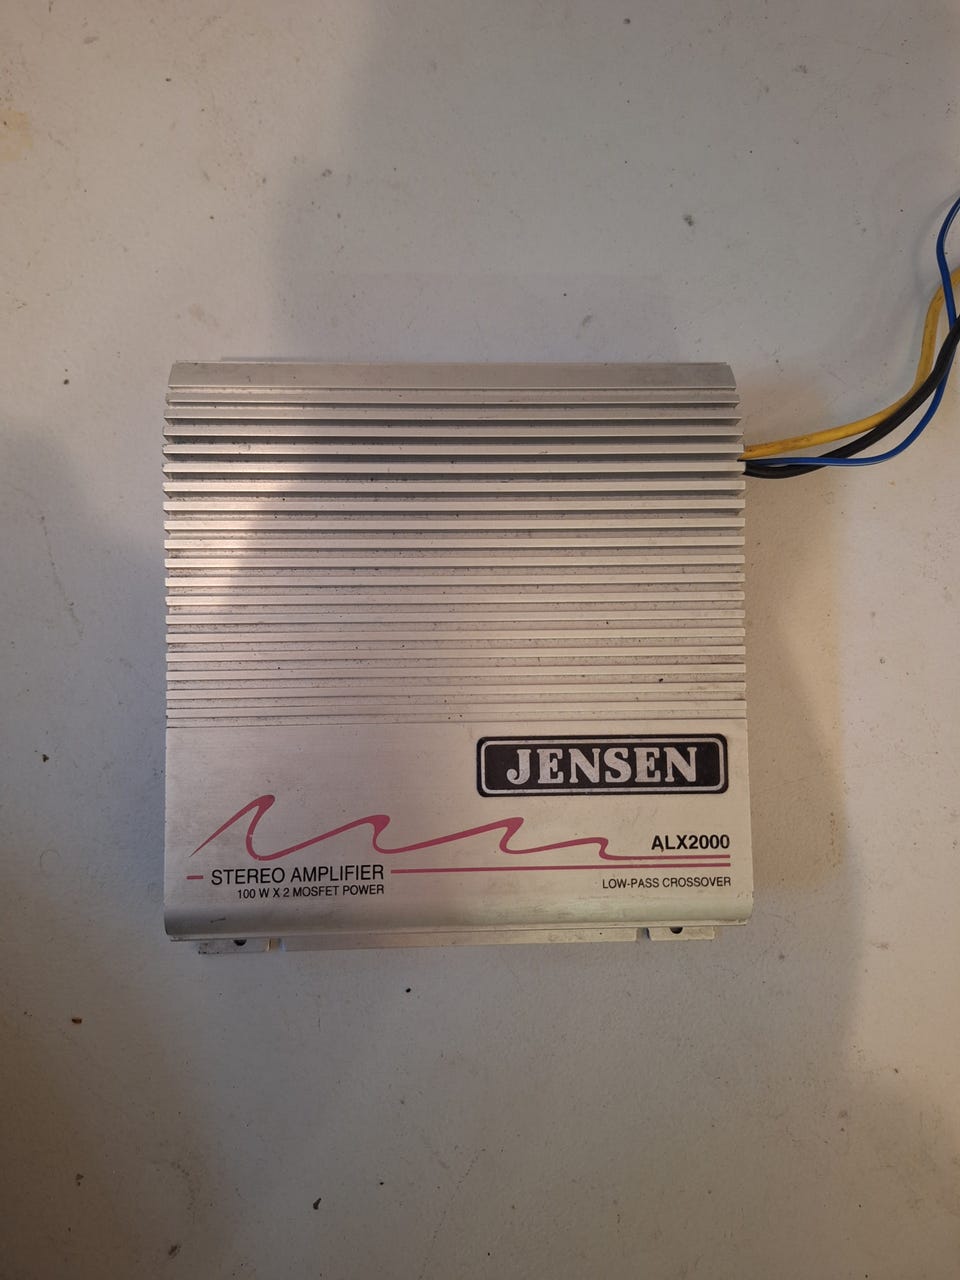 JENSEN
ALX2000
STEREO AMPLIFIER
100 W X 2 MOSFET POWER
LOW-PASS CROSSOVER